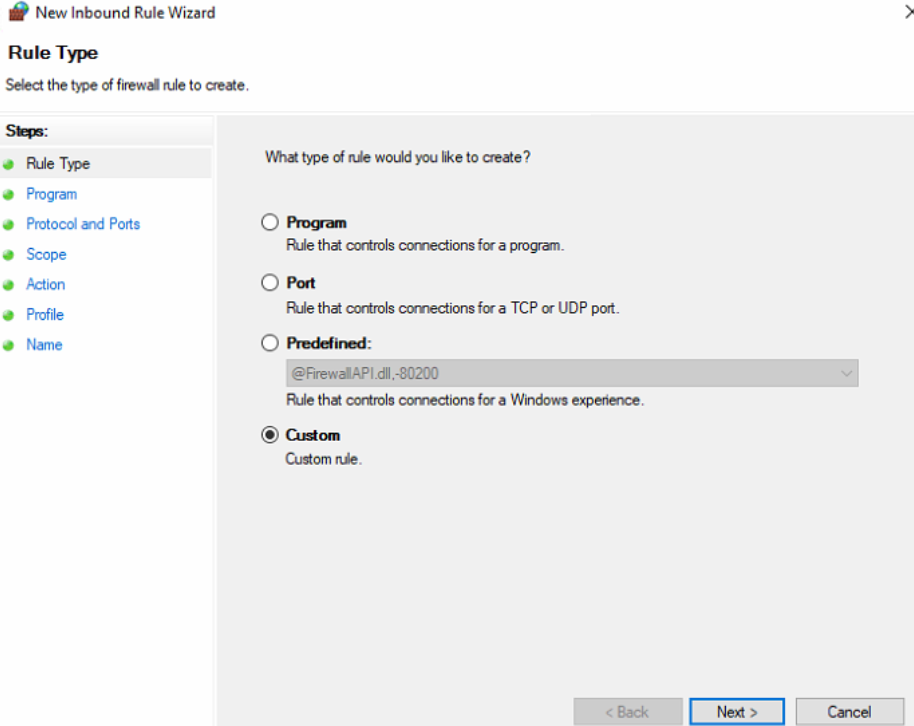 New Inbound Rule Wizard
Rule Type
Select the type of firewall rule to create.
Steps:
Rule Type
Program
Protocol and Ports
Scope
Action
Profile
Name
What type of rule would you like to create?
Program
Rule that controls connections for a program.
Port
Rule that controls connections for a TCP or UDP port.
Predefined:
@FirewallAPI.dll,-80200
Rule that controls connections for a Windows experience.
Custom
Custom rule.
< Back
Next >
Cancel